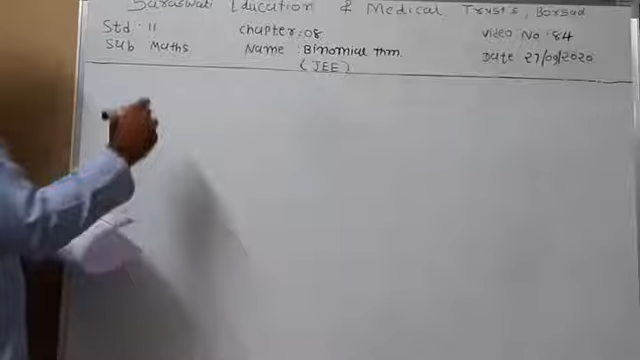 Saraswati Education & Medical Trust's, Borsad
Std : 11 Chapter : 08 Video No : 84
Sub Maths Name : Binomial Thm. Date 27/09/2020
(JEE)